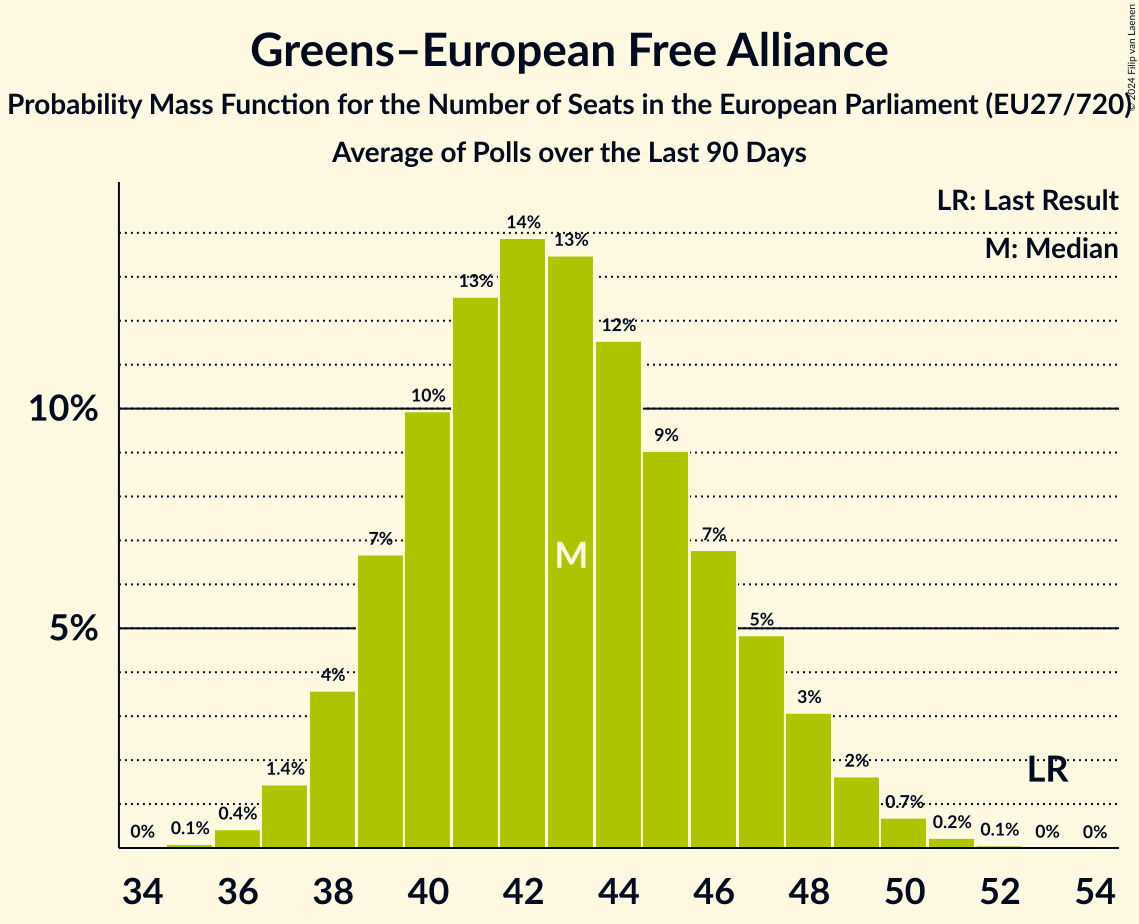 Greens–European Free Alliance
Probability Mass Function for the Number of Seats in the European Parliament (EU27/720)
Average of Polls over the Last 90 Days
© 2024 Filip van Laenen
LR: Last Result
M: Median
10%
5%
0%
0.1%
0.4%
1.4%
4%
7%
10%
13%
14%
13%
12%
9%
7%
5%
3%
2%
0.7%
0.2%
0.1%
0%
0%
M
LR
34 36 38 40 42 44 46 48 50 52 54